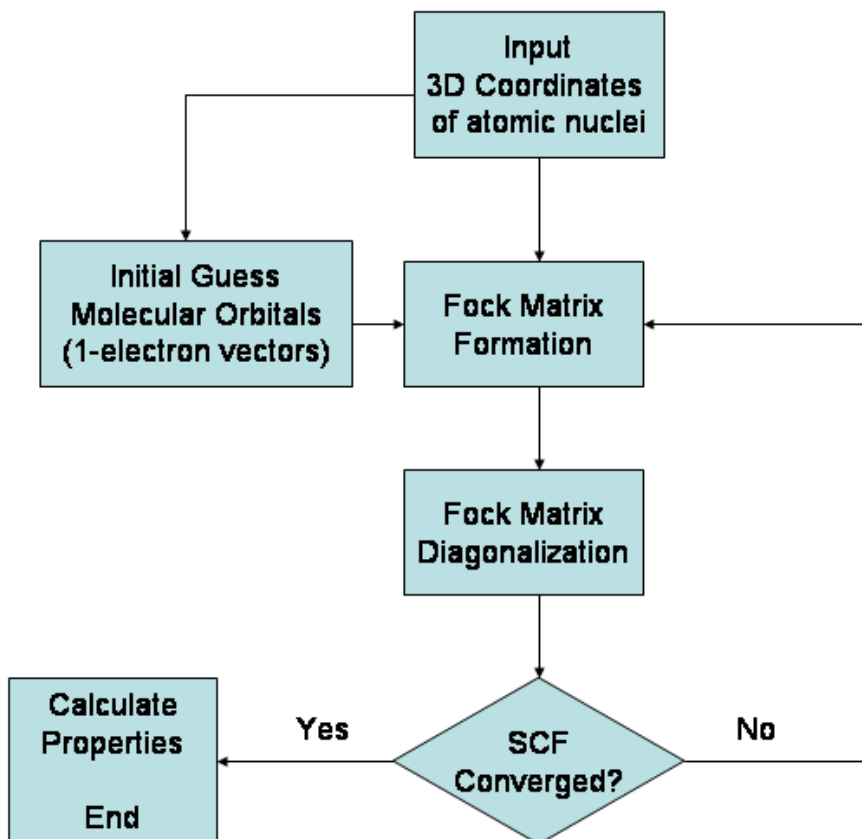 Input
3D Coordinates
of atomic nuclei
Initial Guess
Molecular Orbitals
(1-electron vectors)
Fock Matrix
Formation
Fock Matrix
Diagonalization
SCF
Converged?
Yes
No
Calculate
Properties
End